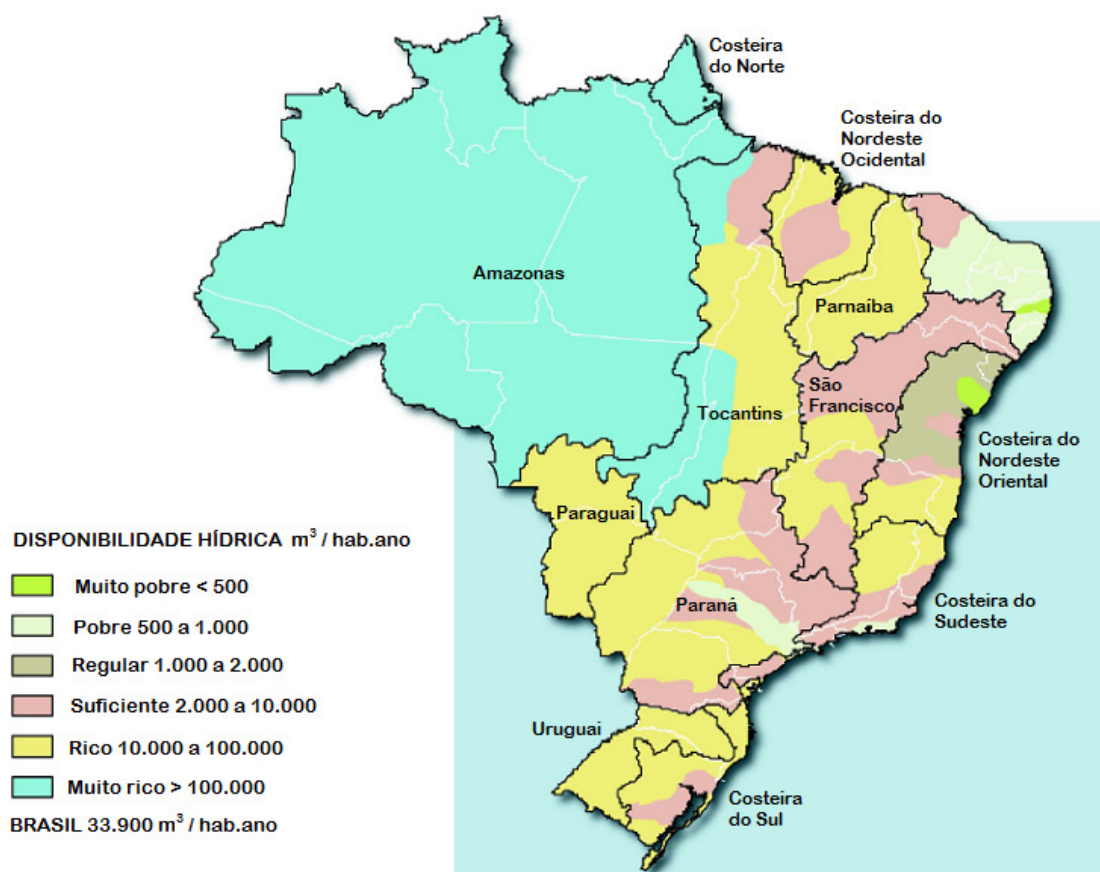 Costeira
do Norte
Costeira do
Nordeste
Ocidental
Amazonas
Parnaíba
São
Francisco
Tocantins
Costeira do
Nordeste
Oriental
Paraguai
DISPONIBILIDADE HÍDRICA m³ / hab.ano
Muito pobre < 500
Pobre 500 a 1.000
Regular 1.000 a 2.000
Suficiente 2.000 a 10.000
Rico 10.000 a 100.000
Muito rico > 100.000
BRASIL 33.900 m³ / hab.ano
Paraná
Costeira do
Sudeste
Uruguai
Costeira
do Sul